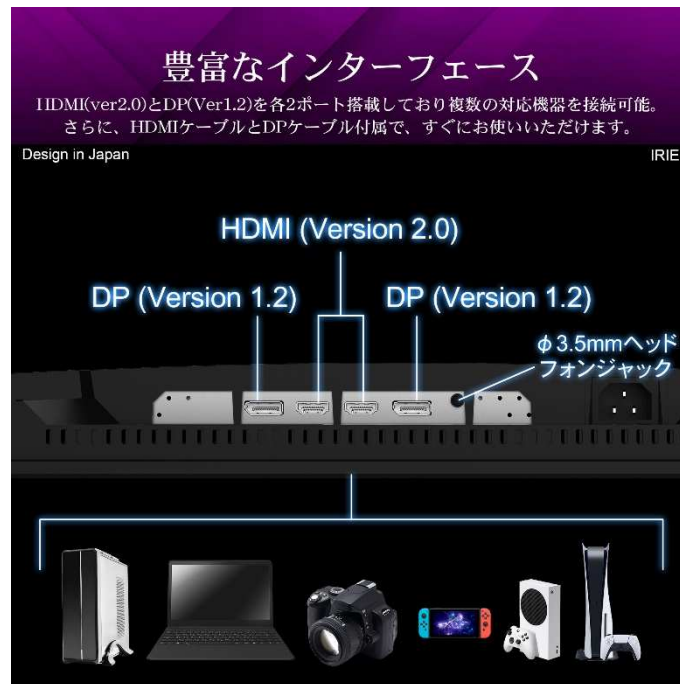 豊富なインターフェース
HDMI(ver2.0)とDP(Ver1.2)を各2ポート搭載しており複数の対応機器を接続可能。
さらに、HDMIケーブルとDPケーブル付属で、すぐにお使いいただけます。
Design in Japan
IRIE
HDMI (Version 2.0)
DP (Version 1.2)
DP (Version 1.2)
φ3.5mmヘッド
フォンジャック